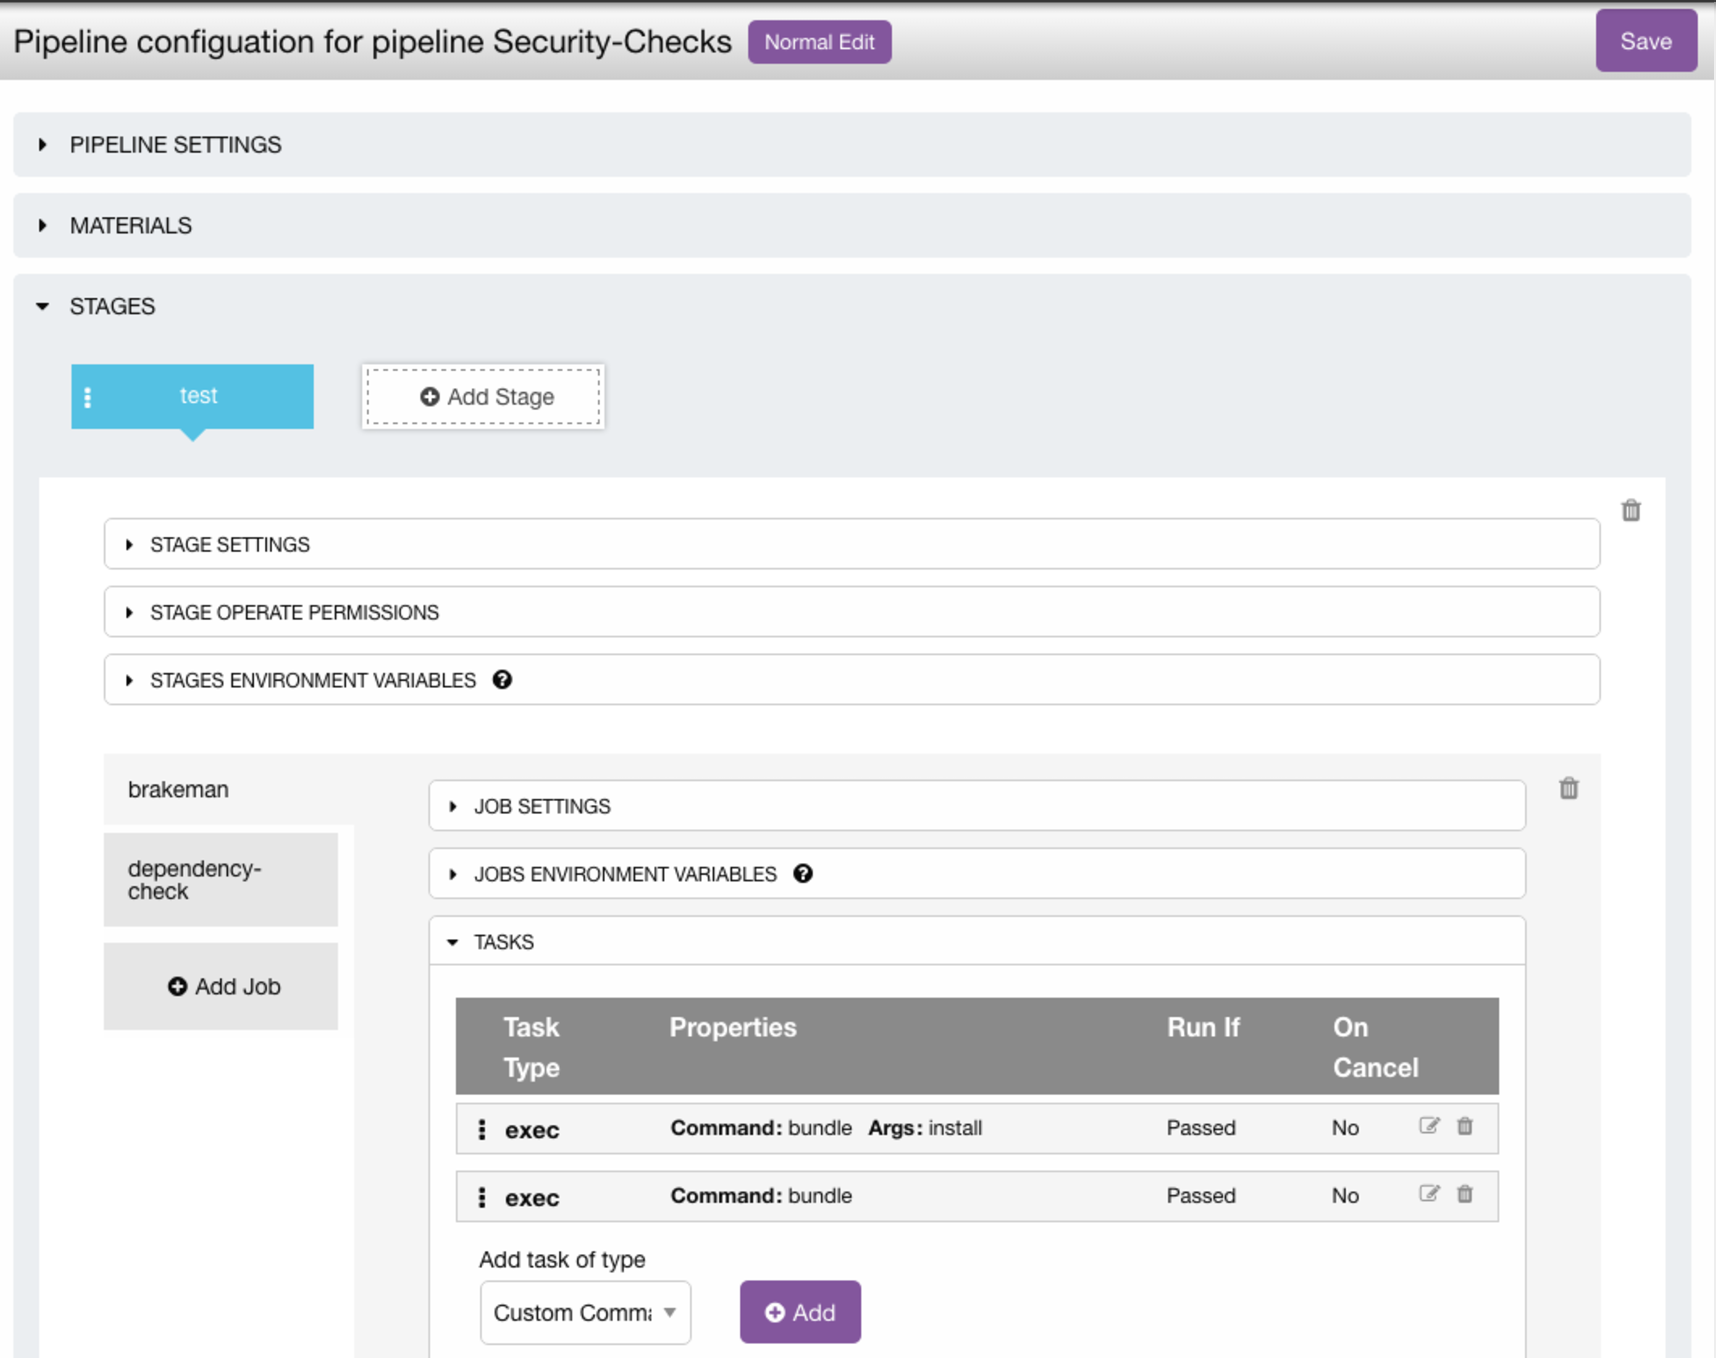 Pipeline configuation for pipeline Security-Checks Normal Edit Save
PIPELINE SETTINGS
MATERIALS
STAGES
test Add Stage
STAGE SETTINGS
STAGE OPERATE PERMISSIONS
STAGES ENVIRONMENT VARIABLES ?
brakeman
dependency-
check
Add Job
JOB SETTINGS
JOBS ENVIRONMENT VARIABLES ?
TASKS
Task Properties Run If On
Type Cancel
exec Command: bundle Args: install Passed No
exec Command: bundle Passed No
Add task of type
Custom Comm Add